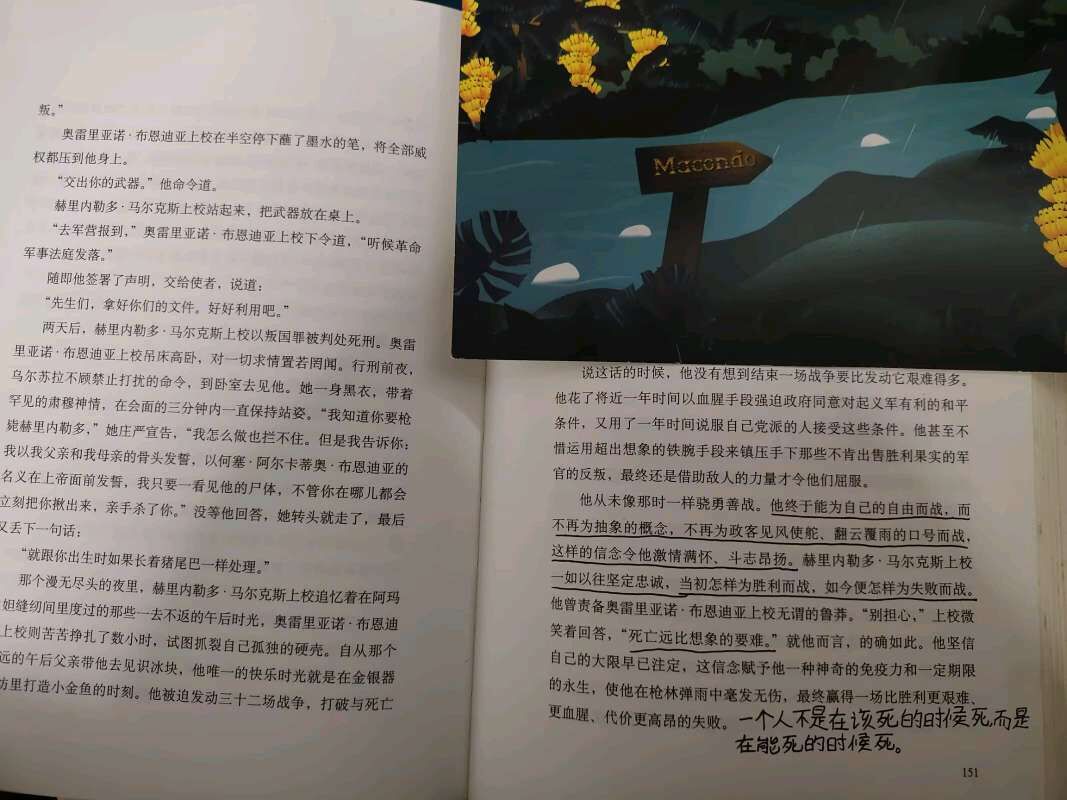 叛。”
奥雷里亚诺·布恩迪亚上校在半空停下蘸了墨水的笔，将全部威
权都压到他身上。
“交出你的武器。”他命令道。
赫里内勒多·马尔克斯上校站起来，把武器放在桌上。
“去军营报到，”奥雷里亚诺·布恩迪亚上校下令道，“听候革命
军事法庭发落。”
随即他签署了声明，交给使者，说道：
“先生们，拿好你们的文件。好好利用吧。”
两天后，赫里内勒多·马尔克斯上校以叛国罪被判处死刑。奥雷
里亚诺·布恩迪亚上校吊床高卧，对一切求情置若罔闻。行刑前夜，
乌尔苏拉不顾禁止打扰的命令，到卧室去见他。她一身黑衣，带着
罕见的肃穆神情，在会面的三分钟内一直保持站姿。“我知道你要枪
毙赫里内勒多，”她庄严宣告，“我怎么做也拦不住。但是我告诉你：
我以我父亲和我母亲的骨头发誓，以何塞·阿尔卡蒂奥·布恩迪亚的
名义在上帝面前发誓，我只要一看见他的尸体，不管你在哪儿都会
立刻把你揪出来，亲手杀了你。”没等他回答，她转头就走了，最后
又丢下一句话：
“就跟你出生时如果长着猪尾巴一样处理。”
那个漫无尽头的夜里，赫里内勒多·马尔克斯上校追忆着在阿玛
妲缝纫间里度过的那些一去不返的午后时光，奥雷里亚诺·布恩迪
上校则苦苦挣扎了数小时，试图抓裂自己孤独的硬壳。自从那个
远的午后父亲带他去见识冰块，他唯一的快乐时光就是在金银器
坊里打造小金鱼的时刻。他被迫发动三十二场战争，打破与死亡
Macondo
说这话的时候，他没有想到结束一场战争要比发动它艰难得多。
他花了将近一年时间以血腥手段强迫政府同意对起义军有利的和平
条件，又用了一年时间说服自己党派的人接受这些条件。他甚至不
惜运用超出想象的铁腕手段来镇压手下那些不肯出售胜利果实的军
官的反叛，最终还是借助敌人的力量才令他们屈服。
他从未像那时一样骁勇善战。他终于能为自己的自由而战，而
不再为抽象的概念，不再为政客见风使舵、翻云覆雨的口号而战，
这样的信念令他激情满怀、斗志昂扬。赫里内勒多·马尔克斯上校
一如以往坚定忠诚，当初怎样为胜利而战，如今便怎样为失败而战。
他曾责备奥雷里亚诺·布恩迪亚上校无谓的鲁莽。“别担心，”上校微
笑着回答，“死亡远比想象的要难。”就他而言，的确如此。他坚信
自己的大限早已注定，这信念赋予他一种神奇的免疫力和一定期限
的永生，使他在枪林弹雨中毫发无伤，最终赢得一场比胜利更艰难、
更血腥、代价更高昂的失败。
一个人不是在该死的时候死,而是
在能死的时候死。
151